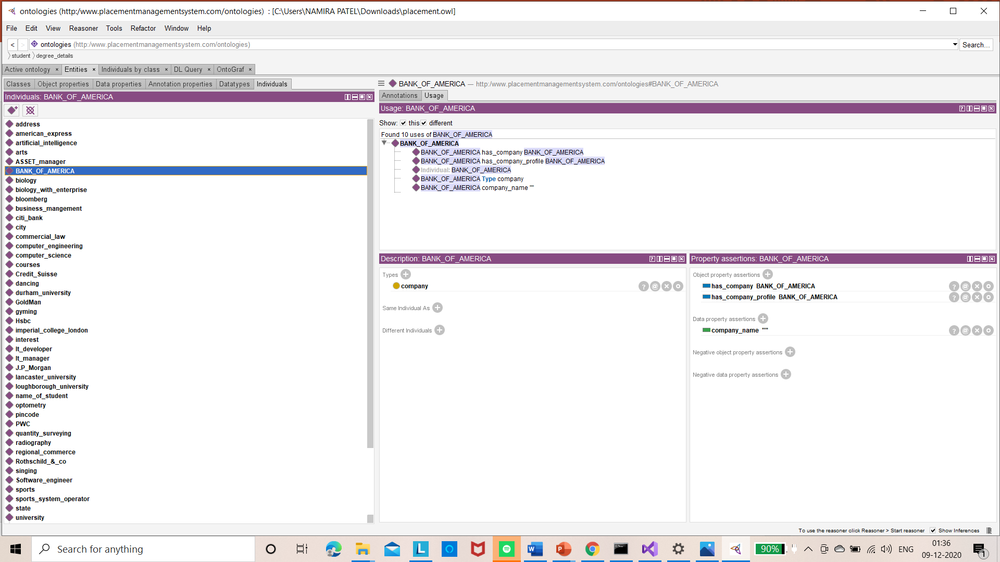 ontologies (http:/www.placementmanagementsystem.com/ontologies) : [C:\Users\NAMIRA PATEL\Downloads\placement.owl]
File Edit View Reasoner Tools Refactor Window Help
< > ontologies (http:/www.placementmanagementsystem.com/ontologies) Search...
student degree_details
Active ontology × Entities × Individuals by class × DL Query × OntoGraf ×
Classes Object properties Data properties Annotation properties Datatypes Individuals
Individuals: BANK_OF_AMERICA
address
american_express
artificial_intelligence
arts
ASSET_manager
BANK_OF_AMERICA
biology
biology_with_enterprise
bloomberg
business_mangement
citi_bank
city
commercial_law
computer_engineering
computer_science
courses
Credit_Suisse
dancing
durham_university
GoldMan
gyming
Hsbc
imperial_college_london
interest
It_developer
It_manager
J.P_Morgan
lancaster_university
loughborough_university
name_of_student
optometry
pincode
PWC
quantity_surveying
radiography
regional_commerce
Rothschild_&_co
singing
Software_engineer
sports
sports_system_operator
state
university
BANK_OF_AMERICA — http:/www.placementmanagementsystem.com/ontologies#BANK_OF_AMERICA
Annotations Usage
Usage: BANK_OF_AMERICA
Show: this different
Found 10 uses of BANK_OF_AMERICA
BANK_OF_AMERICA
BANK_OF_AMERICA has_company BANK_OF_AMERICA
BANK_OF_AMERICA has_company_profile BANK_OF_AMERICA
Individual: BANK_OF_AMERICA
BANK_OF_AMERICA Type company
BANK_OF_AMERICA company_name ""
Description: BANK_OF_AMERICA
Types
company
Same Individual As
Different Individuals
Property assertions: BANK_OF_AMERICA
Object property assertions
has_company BANK_OF_AMERICA
has_company_profile BANK_OF_AMERICA
Data property assertions
company_name ""
Negative object property assertions
Negative data property assertions
To use the reasoner click Reasoner > Start reasoner Show Inferences
Search for anything
90% ENG
01:36
09-12-2020
1